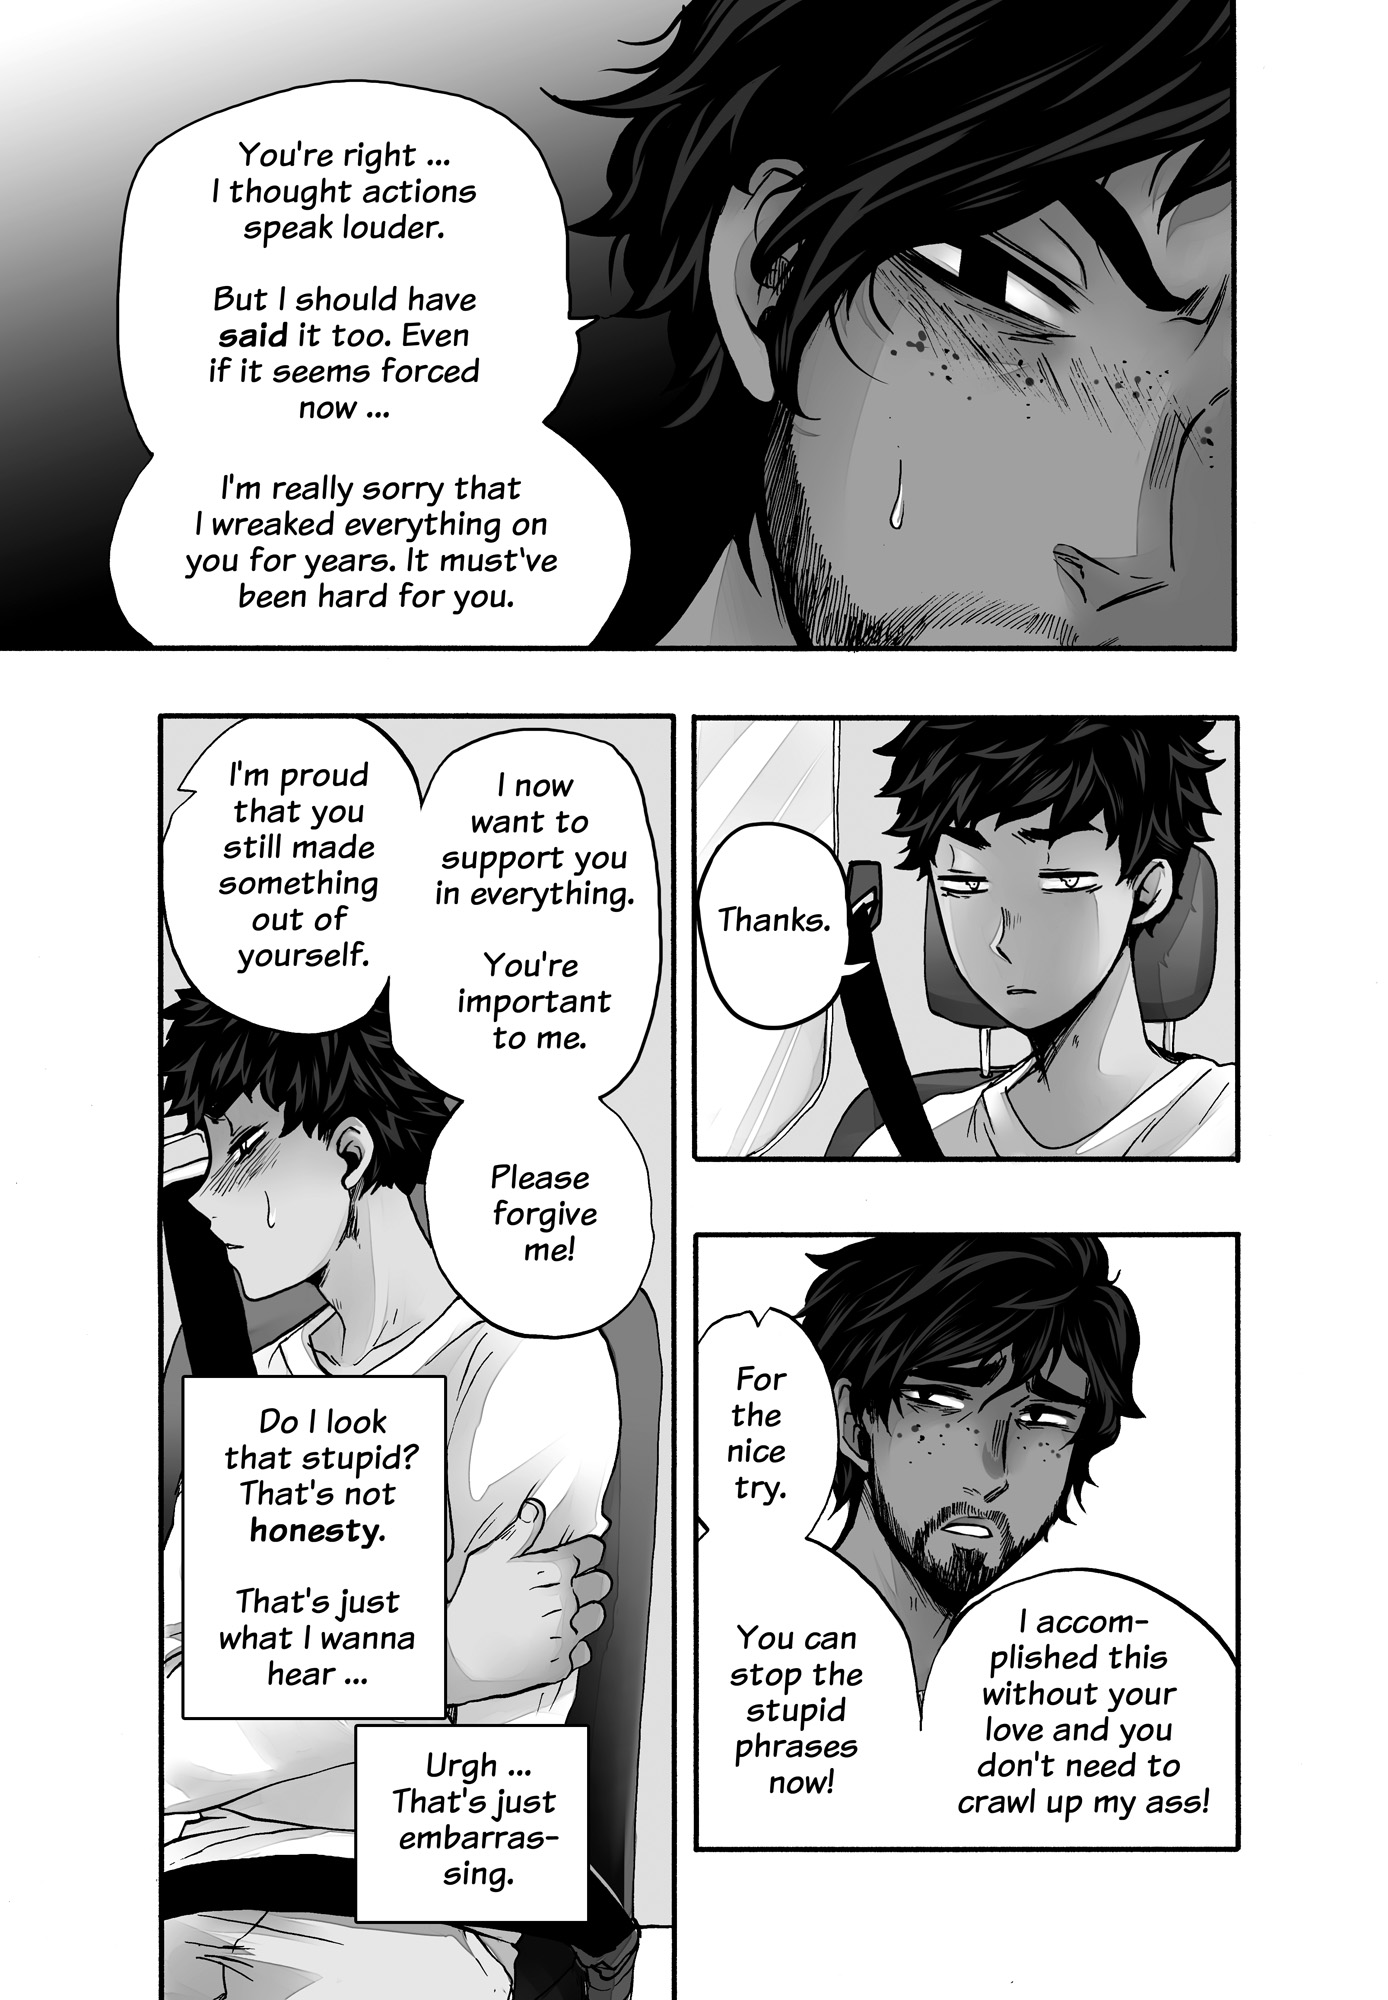 You're right ...
I thought actions
speak louder.
But I should have
said it too. Even
if it seems forced
now ...
I'm really sorry that
I wreaked everything on
you for years. It must've
been hard for you.
I'm proud
that you
still made
something
out of
yourself.
I now
want to
support you
in everything.
You're
important
to me.
Please
forgive
me!
Do I look
that stupid?
That's not
honesty.
That's just
what I wanna
hear ...
Urgh ...
That's just
embarras-
sing.
Thanks.
For
the
nice
try.
You can
stop the
stupid
phrases
now!
I accom-
plished this
without your
love and you
don't need to
crawl up my ass!